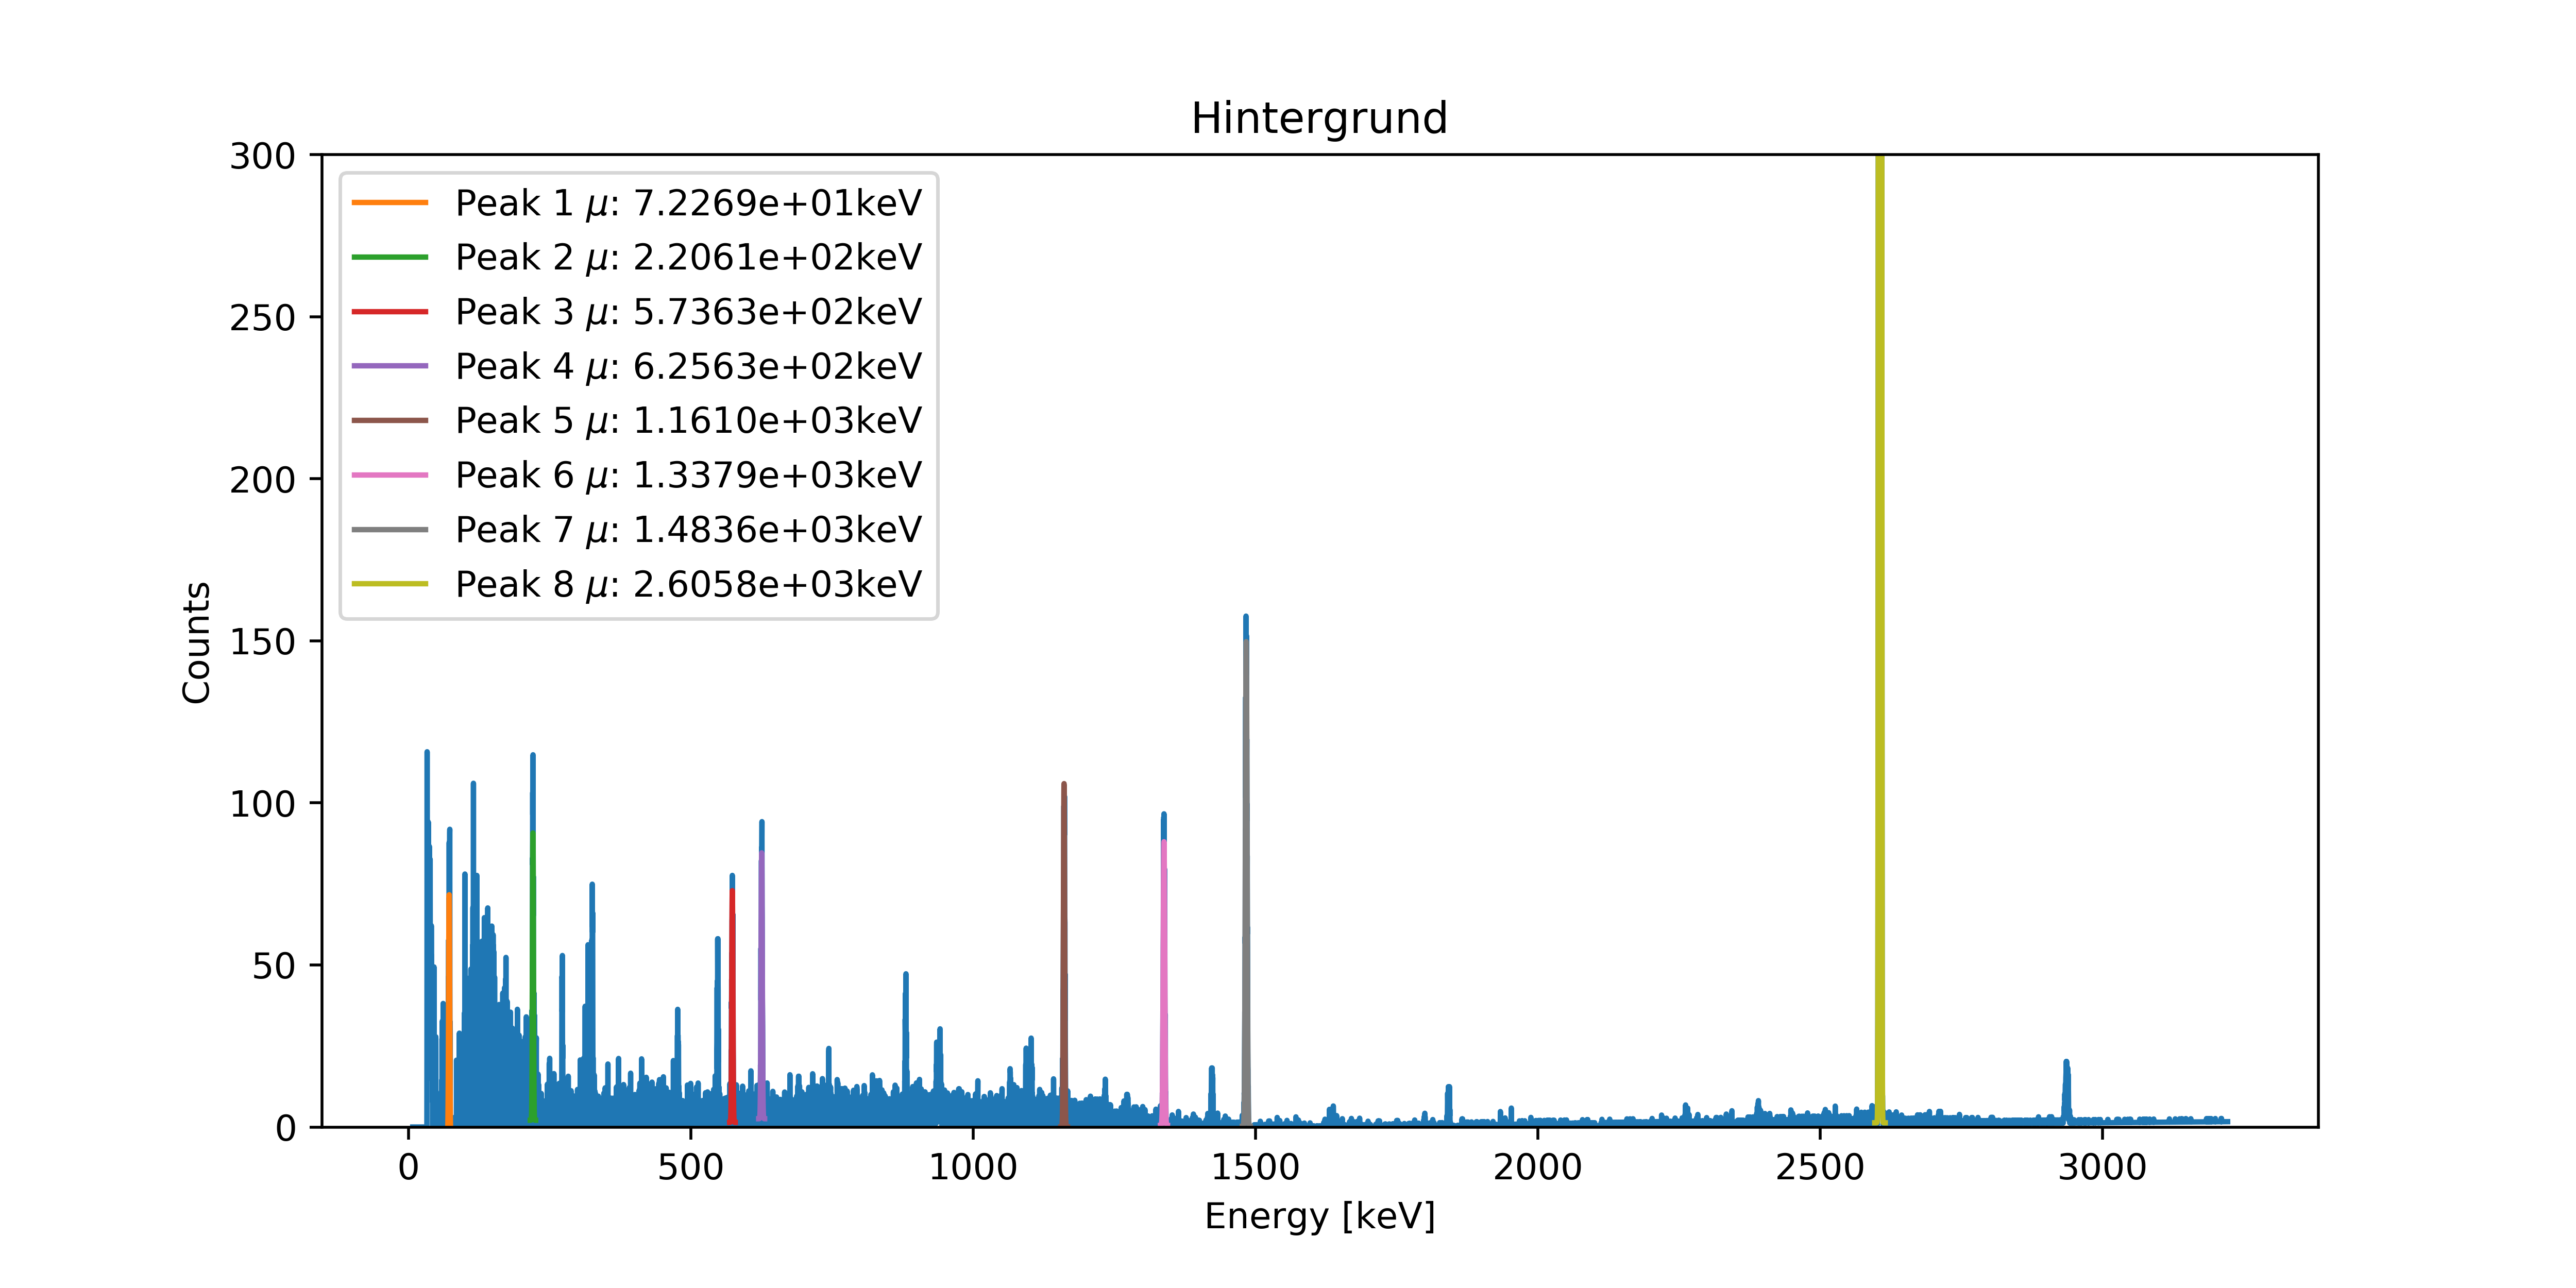 Hintergrund
300
250
200
150
100
50
0
Counts
Peak 1 μ: 7.2269e+01keV
Peak 2 μ: 2.2061e+02keV
Peak 3 μ: 5.7363e+02keV
Peak 4 μ: 6.2563e+02keV
Peak 5 μ: 1.1610e+03keV
Peak 6 μ: 1.3379e+03keV
Peak 7 μ: 1.4836e+03keV
Peak 8 μ: 2.6058e+03keV
0 500 1000 1500 2000 2500 3000
Energy [keV]